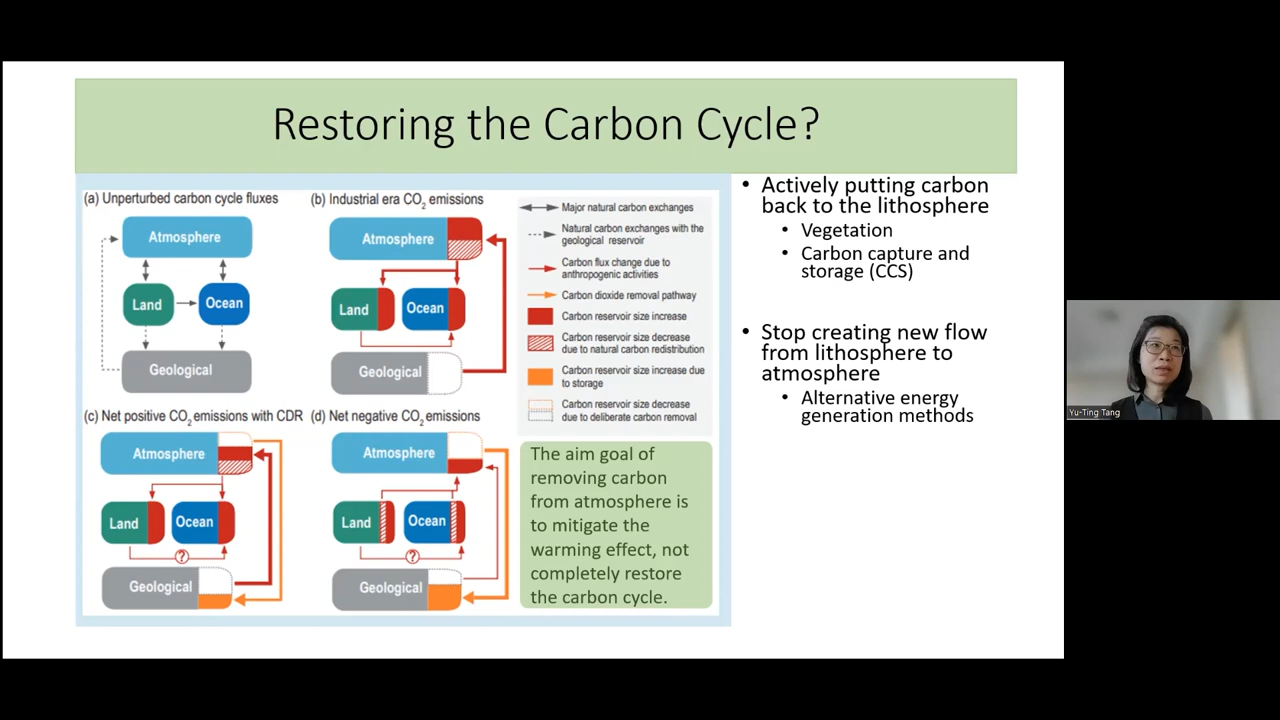 Restoring the Carbon Cycle?
(a) Unperturbed carbon cycle fluxes
Atmosphere
Land
Ocean
Geological
(b) Industrial era CO2 emissions
Atmosphere
Land
Ocean
Geological
Major natural carbon exchanges
Natural carbon exchanges with the
geological reservoir
Carbon flux change due to
anthropogenic activities
Carbon dioxide removal pathway
Carbon reservoir size increase
Carbon reservoir size decrease
due to natural carbon redistribution
Carbon reservoir size increase due
to storage
Carbon reservoir size decrease
due to deliberate carbon removal
(c) Net positive CO2 emissions with CDR
Atmosphere
Land
Ocean
?
Geological
(d) Net negative CO2 emissions
Atmosphere
Land
Ocean
?
Geological
The aim goal of
removing carbon
from atmosphere is
to mitigate the
warming effect, not
completely restore
the carbon cycle.
• Actively putting carbon
back to the lithosphere
• Vegetation
• Carbon capture and
storage (CCS)
• Stop creating new flow
from lithosphere to
atmosphere
• Alternative energy
generation methods
Yu-Ting Tang